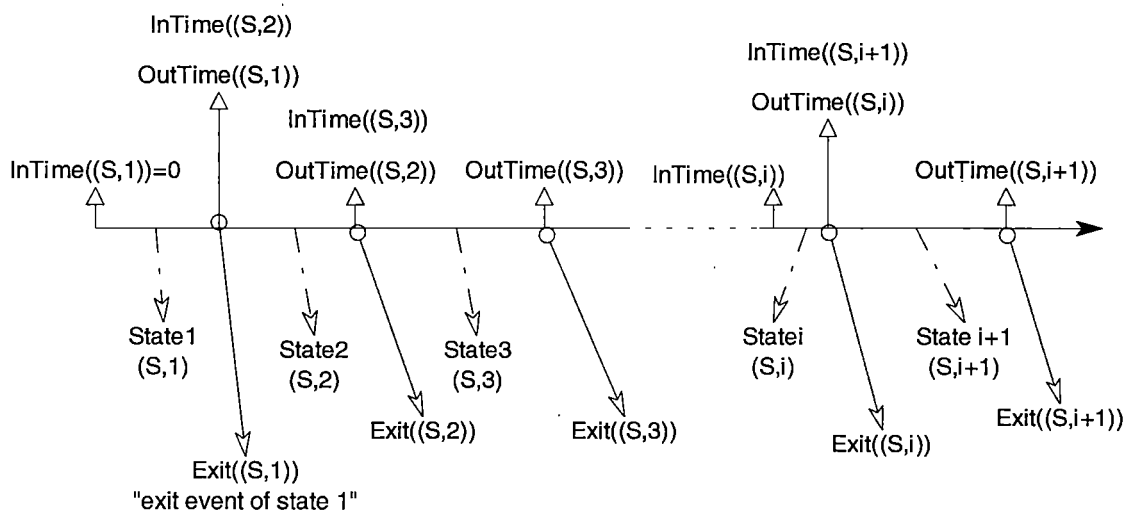 InTime((S,2))
OutTime((S,1))
InTime((S,3))
InTime((S,1))=0
OutTime((S,2))
OutTime((S,3))
InTime((S,i+1))
OutTime((S,i))
InTime((S,i))
OutTime((S,i+1))
State1
(S,1)
State2
(S,2)
State3
(S,3)
Statei
(S,i)
State i+1
(S,i+1)
Exit((S,1))
"exit event of state 1"
Exit((S,2))
Exit((S,3))
Exit((S,i))
Exit((S,i+1))